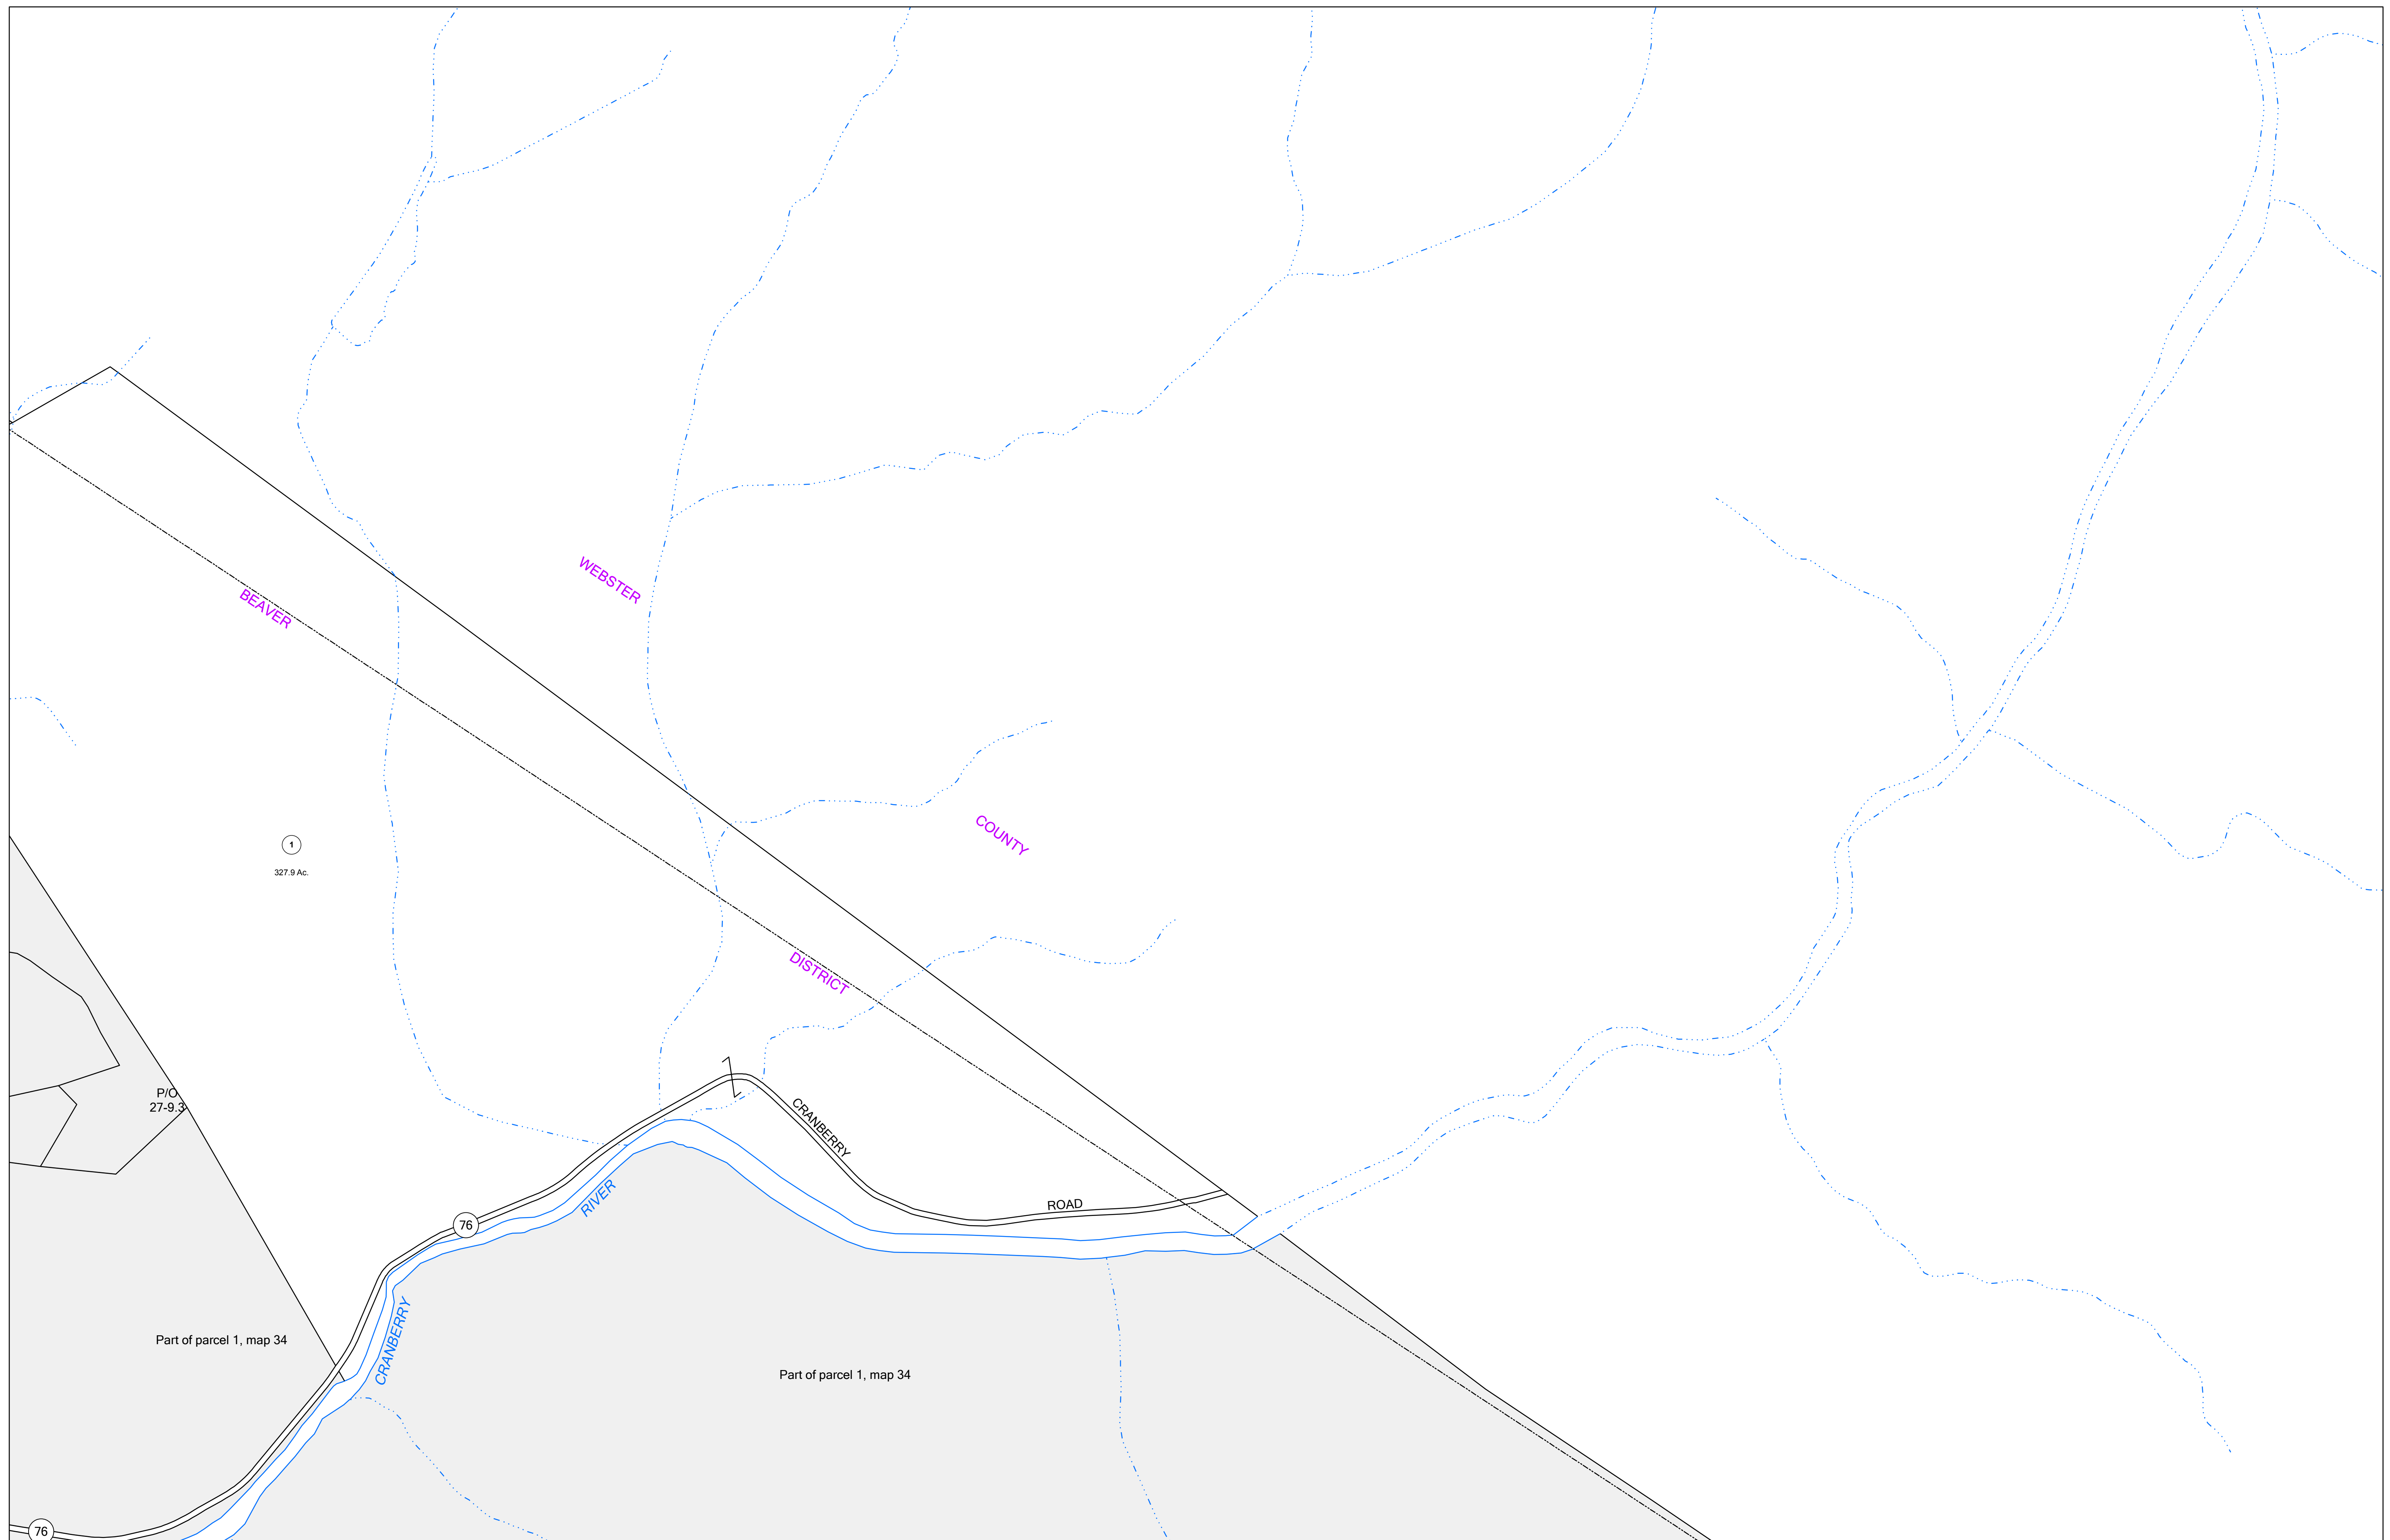 WEBSTER
BEAVER
COUNTY
1
327.9 Ac.
DISTRICT
P/O
27-9.3
CRANBERRY
ROAD
RIVER
76
CRANBERRY
Part of parcel 1, map 34
Part of parcel 1, map 34
76